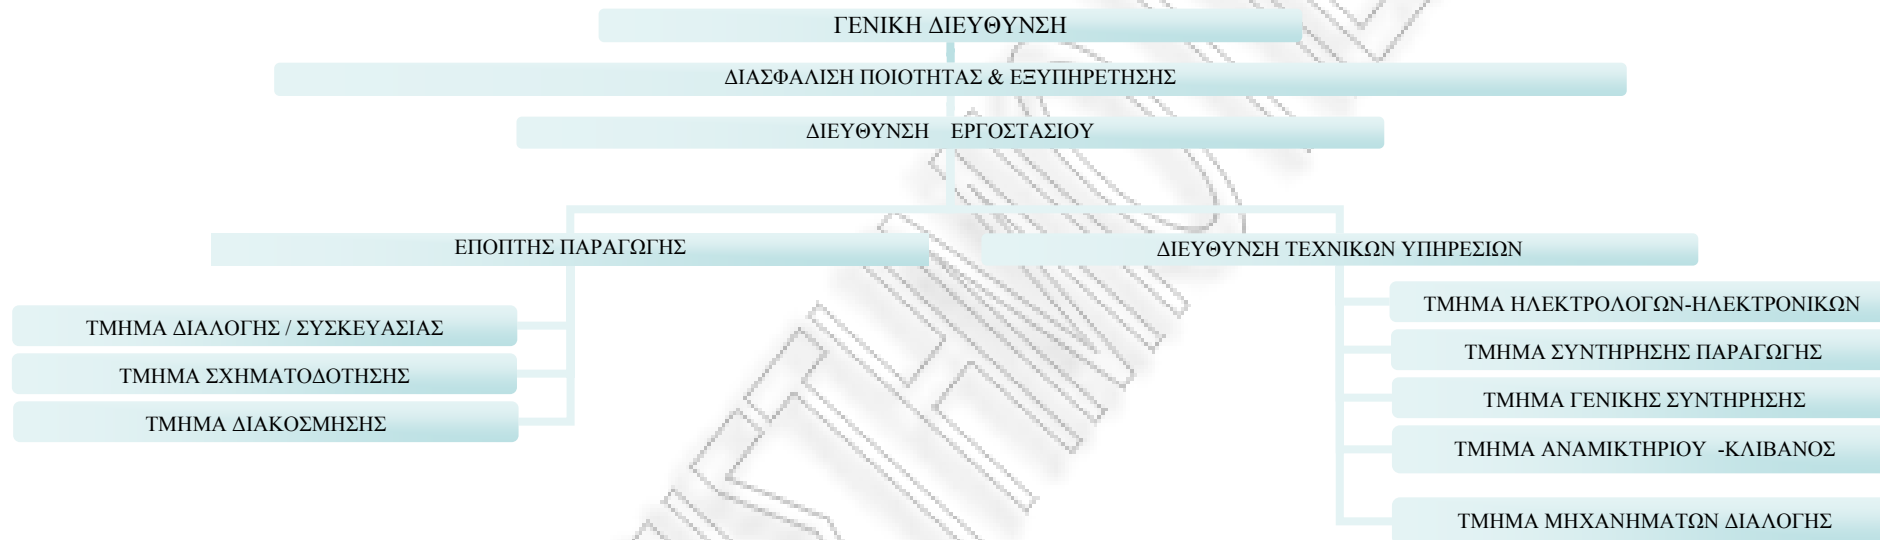 ΓΕΝΙΚΗ ΔΙΕΥΘΥΝΣΗ
ΔΙΑΣΦΑΛΙΣΗ ΠΟΙΟΤΗΤΑΣ & ΕΞΥΠΗΡΕΤΗΣΗΣ
ΔΙΕΥΘΥΝΣΗ ΕΡΓΟΣΤΑΣΙΟΥ
ΕΠΟΠΤΗΣ ΠΑΡΑΓΩΓΗΣ
ΔΙΕΥΘΥΝΣΗ ΤΕΧΝΙΚΩΝ ΥΠΗΡΕΣΙΩΝ
ΤΜΗΜΑ ΔΙΑΛΟΓΗΣ / ΣΥΣΚΕΥΑΣΙΑΣ
ΤΜΗΜΑ ΣΧΗΜΑΤΟΔΟΤΗΣΗΣ
ΤΜΗΜΑ ΔΙΑΚΟΣΜΗΣΗΣ
ΤΜΗΜΑ ΗΛΕΚΤΡΟΛΟΓΩΝ-ΗΛΕΚΤΡΟΝΙΚΩΝ
ΤΜΗΜΑ ΣΥΝΤΗΡΗΣΗΣ ΠΑΡΑΓΩΓΗΣ
ΤΜΗΜΑ ΓΕΝΙΚΗΣ ΣΥΝΤΗΡΗΣΗΣ
ΤΜΗΜΑ ΑΝΑΜΙΚΤΗΡΙΟΥ -ΚΛΙΒΑΝΟΣ
ΤΜΗΜΑ ΜΗΧΑΝΗΜΑΤΩΝ ΔΙΑΛΟΓΗΣ